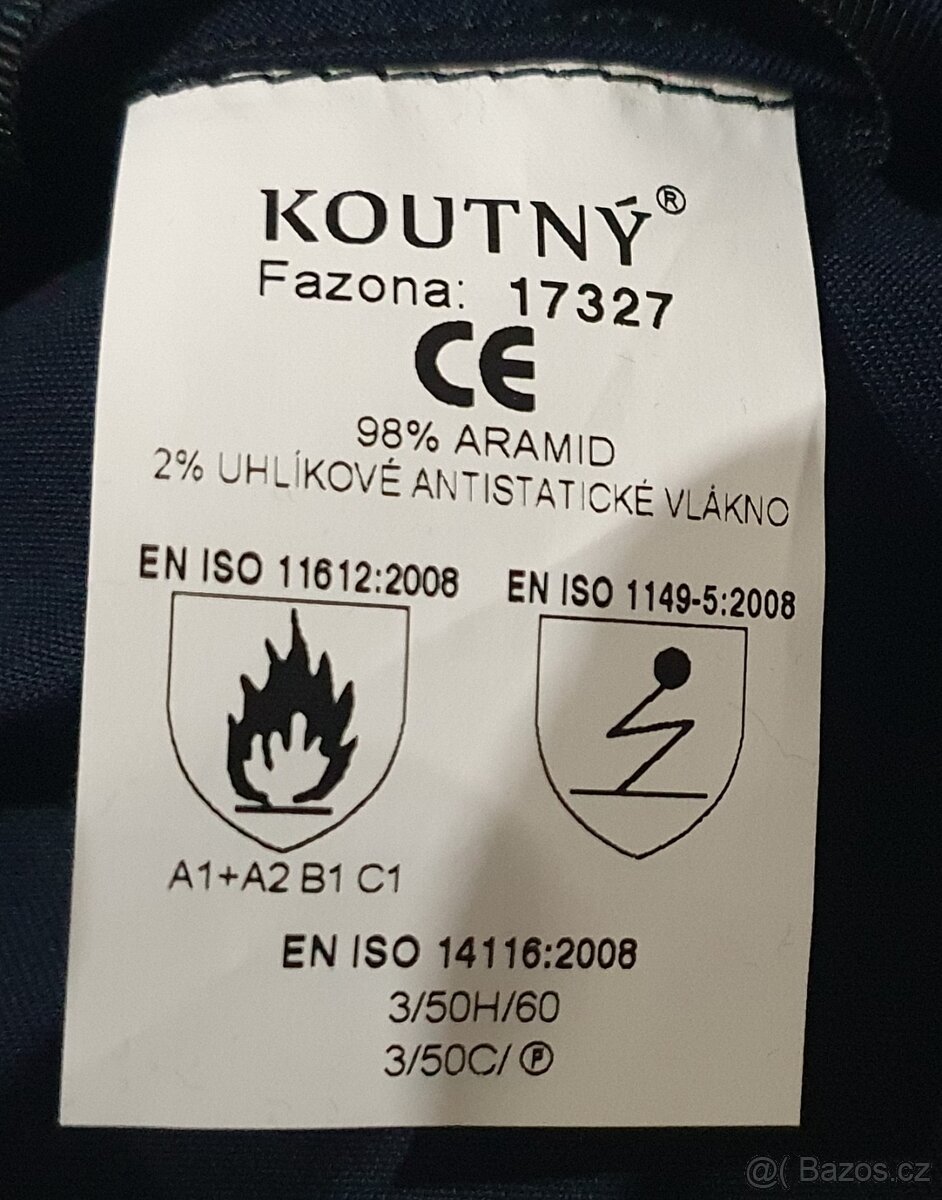 KOUTNÝ®
Fazona: 17327
CE
98% ARAMID
2% UHLÍKOVÉ ANTISTATICKÉ VLÁKNO
EN ISO 11612:2008
EN ISO 1149-5:2008
A1+A2 B1 C1
EN ISO 14116:2008
3/50H/60
3/50C/ Ⓟ
@( Bazos.cz